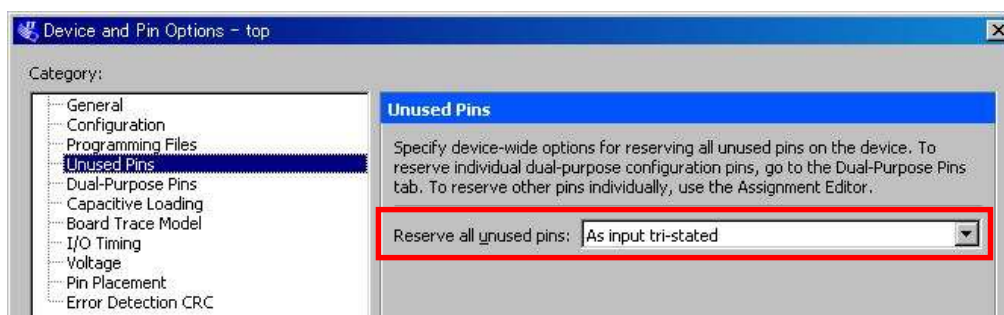 Device and Pin Options - top
Category:
General
Configuration
Programming Files
Unused Pins
Dual-Purpose Pins
Capacitive Loading
Board Trace Model
I/O Timing
Voltage
Pin Placement
Error Detection CRC
Unused Pins
Specify device-wide options for reserving all unused pins on the device. To
reserve individual dual-purpose configuration pins, go to the Dual-Purpose Pins
tab. To reserve other pins individually, use the Assignment Editor.
Reserve all unused pins: As input tri-stated